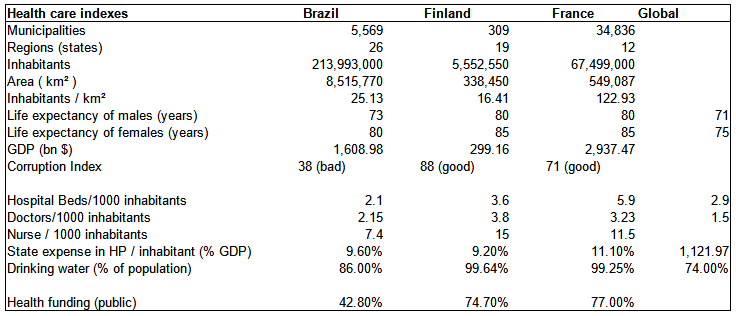 Health care indexes Brazil Finland France Global
Municipalities 5,569 309 34,836
Regions (states) 26 19 12
Inhabitants 213,993,000 5,552,550 67,499,000
Area ( km² ) 8,515,770 338,450 549,087
Inhabitants / km² 25.13 16.41 122.93
Life expectancy of males (years) 73 80 80 71
Life expectancy of females (years) 80 85 85 75
GDP (bn $) 1,608.98 299.16 2,937.47
Corruption Index 38 (bad) 88 (good) 71 (good)
Hospital Beds/1000 inhabitants 2.1 3.6 5.9 2.9
Doctors/1000 inhabitants 2.15 3.8 3.23 1.5
Nurse / 1000 inhabitants 7.4 15 11.5
State expense in HP / inhabitant (% GDP) 9.60% 9.20% 11.10% 1,121.97
Drinking water (% of population) 86.00% 99.64% 99.25% 74.00%
Health funding (public) 42.80% 74.70% 77.00%